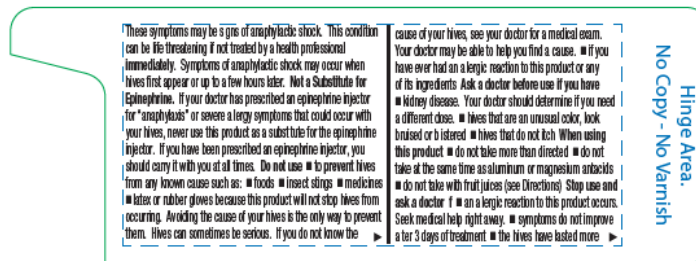 These symptoms may be s gns of anaphylactic shock. This condition
can be life threatening if not treated by a health professional
immediately. Symptoms of anaphylactic shock may occur when
hives first appear or up to a few hours later. Not a Substitute for
Epinephrine. If your doctor has prescribed an epinephrine injector
for "anaphylaxis" or severe a lergy symptoms that could occur with
your hives, never use this product as a subst tute for the epinephrine
injector. If you have been prescribed an epinephrine injector, you
should carry it with you at all times. Do not use ■ to prevent hives
from any known cause such as: ■ foods ■ insect stings ■ medicines
■ latex or rubber gloves because this product will not stop hives from
occurring. Avoiding the cause of your hives is the only way to prevent
them. Hives can sometimes be serious. If you do not know the ►
cause of your hives, see your doctor for a medical exam.
Your doctor may be able to help you find a cause. ■ if you
have ever had an a lergic reaction to this product or any
of its ingredients Ask a doctor before use if you have
■ kidney disease. Your doctor should determine if you need
a different dose. ■ hives that are an unusual color, look
bruised or b istered ■ hives that do not itch When using
this product ■ do not take more than directed ■ do not
take at the same time as aluminum or magnesium antacids
■ do not take with fruit juices (see Directions) Stop use and
ask a doctor f ■ an a lergic reaction to this product occurs.
Seek medical help right away. ■ symptoms do not improve
a ter 3 days of treatment ■ the hives have lasted more ►
Hinge Area.
No Copy - No Varnish